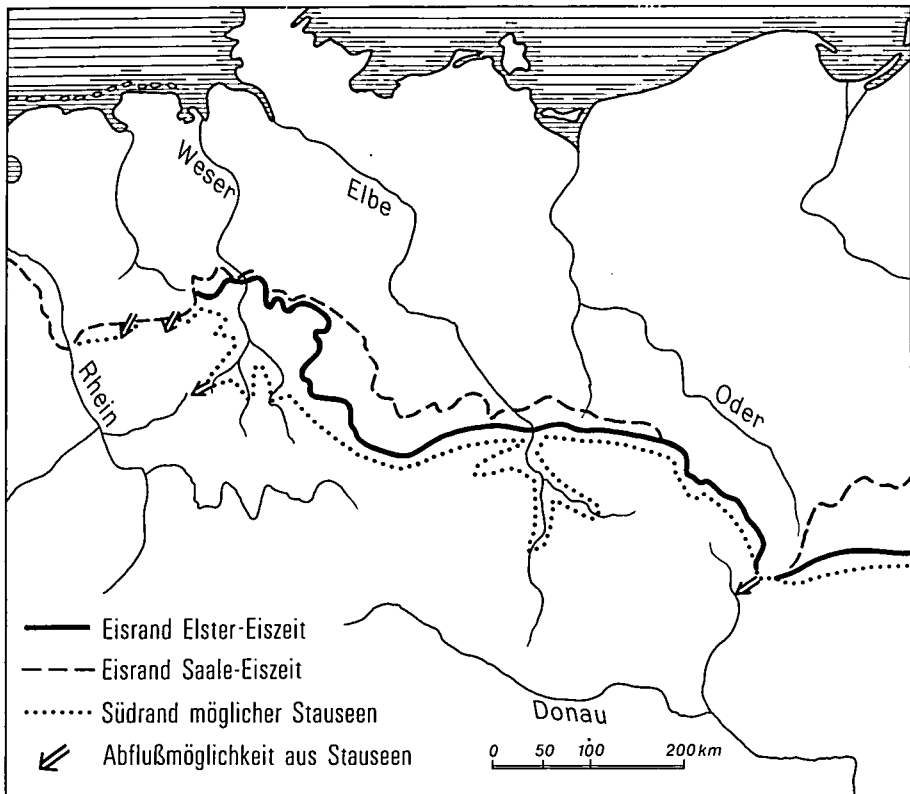 Weser
Elbe
Rhein
Oder
Eisrand Elster-Eiszeit
Eisrand Saale-Eiszeit
Südrand möglicher Stauseen
Donau
Abflußmöglichkeit aus Stauseen
0 50 100 200 km